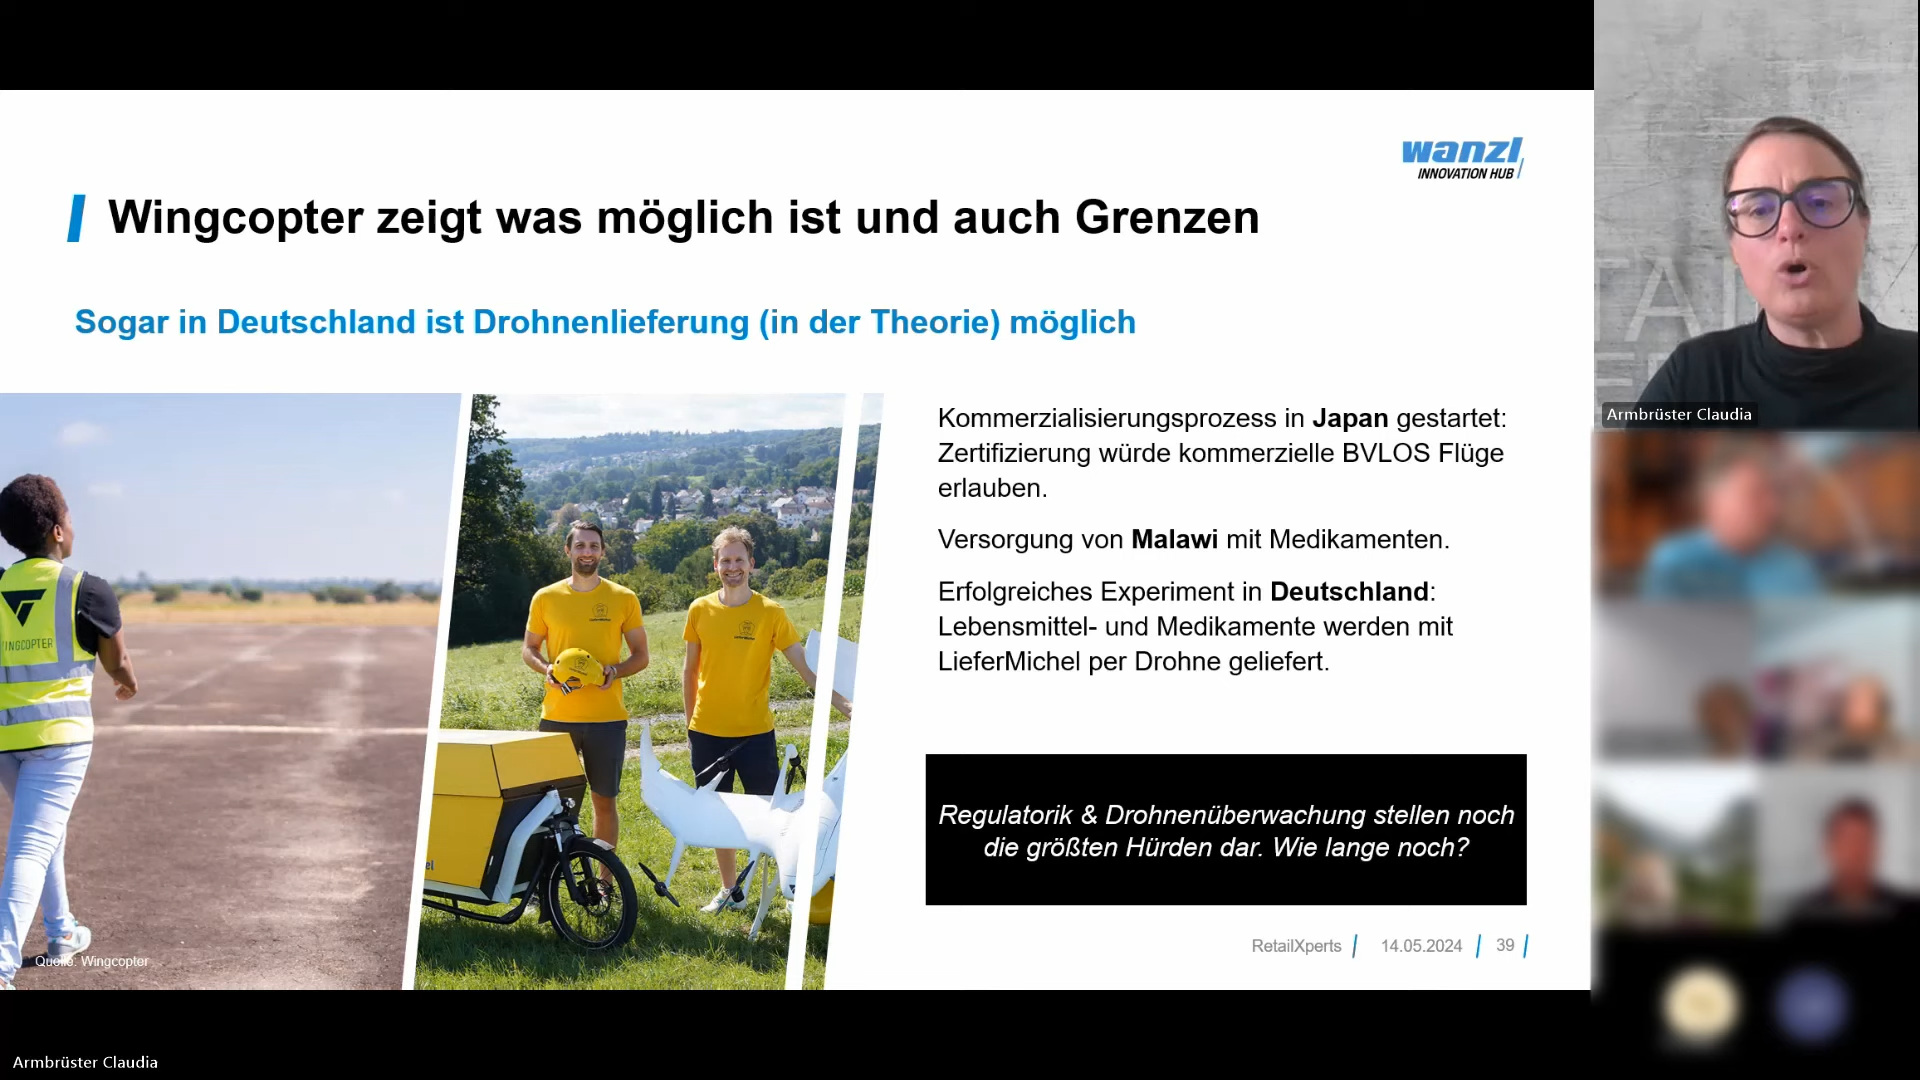 wanzl
INNOVATION HUB
Wingcopter zeigt was möglich ist und auch Grenzen
Sogar in Deutschland ist Drohnenlieferung (in der Theorie) möglich
Kommerzialisierungsprozess in Japan gestartet:
Zertifizierung würde kommerzielle BVLOS Flüge
erlauben.
Versorgung von Malawi mit Medikamenten.
Erfolgreiches Experiment in Deutschland:
Lebensmittel- und Medikamente werden mit
LieferMichel per Drohne geliefert.
Regulatorik & Drohnenüberwachung stellen noch
die größten Hürden dar. Wie lange noch?
Quelle: Wingcopter
RetailXperts
14.05.2024
39
Armbrüster Claudia
Armbrüster Claudia